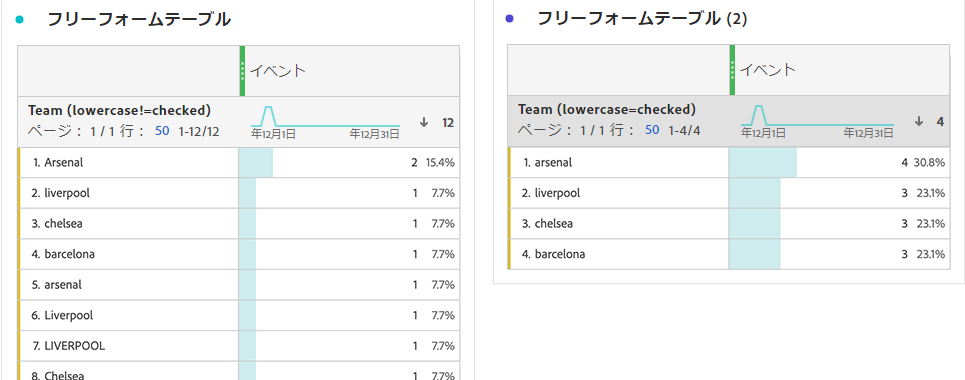 フリーフォームテーブル
イベント
Team (lowercase!=checked)
ページ： 1 / 1 行： 50 1-12/12
年12月1日 年12月31日
↓ 12
1. Arsenal 2 15.4%
2. liverpool 1 7.7%
3. chelsea 1 7.7%
4. barcelona 1 7.7%
5. arsenal 1 7.7%
6. Liverpool 1 7.7%
7. LIVERPOOL 1 7.7%
8. Chelsea 1 7.7%
フリーフォームテーブル (2)
イベント
Team (lowercase=checked)
ページ： 1 / 1 行： 50 1-4/4
年12月1日 年12月31日
↓ 4
1. arsenal 4 30.8%
2. liverpool 3 23.1%
3. chelsea 3 23.1%
4. barcelona 3 23.1%